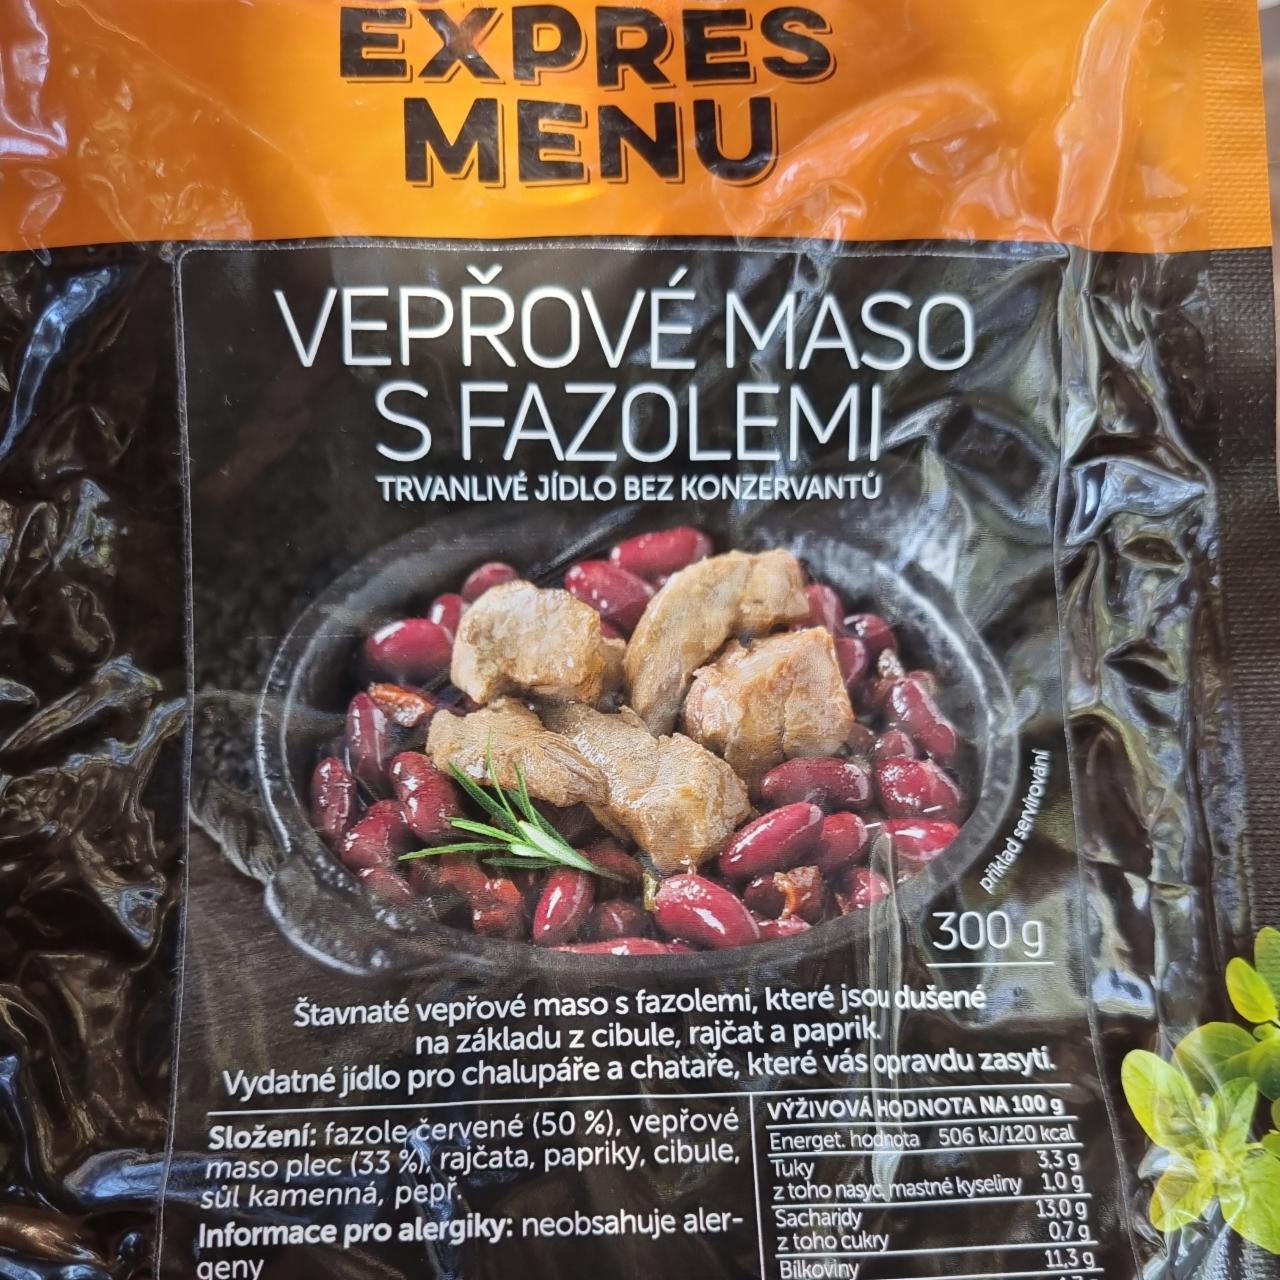 EXPRES
MENU
VEPŘOVÉ MASO
S FAZOLEMI
TRVANLIVÉ JÍDLO BEZ KONZERVANTŮ
příklad servírování
300 g
Šťavnaté vepřové maso s fazolemi, které jsou dušené
na základu z cibule, rajčat a paprik.
Vydatné jídlo pro chalupáře a chataře, které vás opravdu zasytí.
Složení: fazole červené (50 %), vepřové
maso plec (33 %), rajčata, papriky, cibule,
sůl kamenná, pepř.
Informace pro alergiky: neobsahuje aler-
geny
VÝŽIVOVÁ HODNOTA NA 100 g
Energet. hodnota 506 kJ/120 kcal
Tuky 3,3 g
z toho nasyc. mastné kyseliny 1,0 g
Sacharidy 13,0 g
z toho cukry 0,7 g
Bílkoviny 11,3 g